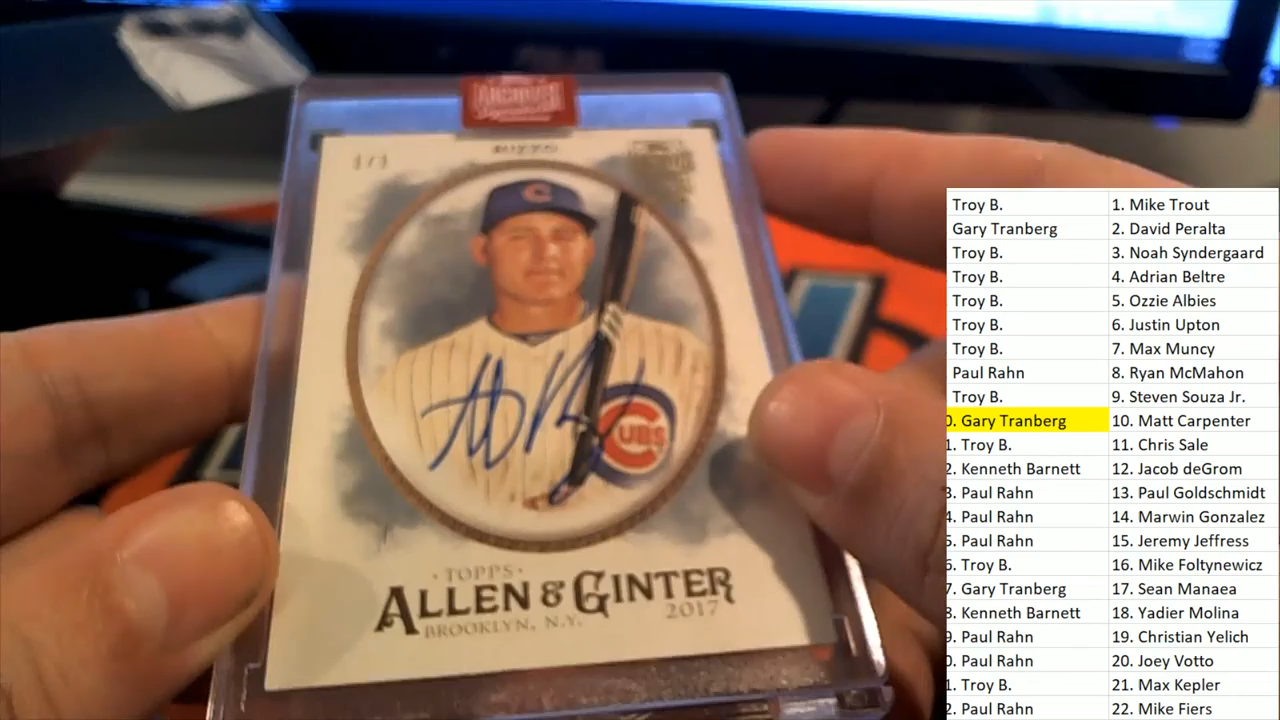 ARCHIVES
1/1
C
CUBS
· TOPPS ·
ALLEN & GINTER
BROOKLYN, N.Y. 2017
Troy B. 1. Mike Trout
Gary Tranberg 2. David Peralta
Troy B. 3. Noah Syndergaard
Troy B. 4. Adrian Beltre
Troy B. 5. Ozzie Albies
Troy B. 6. Justin Upton
Troy B. 7. Max Muncy
Paul Rahn 8. Ryan McMahon
Troy B. 9. Steven Souza Jr.
0. Gary Tranberg 10. Matt Carpenter
1. Troy B. 11. Chris Sale
2. Kenneth Barnett 12. Jacob deGrom
3. Paul Rahn 13. Paul Goldschmidt
4. Paul Rahn 14. Marwin Gonzalez
5. Paul Rahn 15. Jeremy Jeffress
6. Troy B. 16. Mike Foltynewicz
7. Gary Tranberg 17. Sean Manaea
8. Kenneth Barnett 18. Yadier Molina
9. Paul Rahn 19. Christian Yelich
0. Paul Rahn 20. Joey Votto
1. Troy B. 21. Max Kepler
2. Paul Rahn 22. Mike Fiers